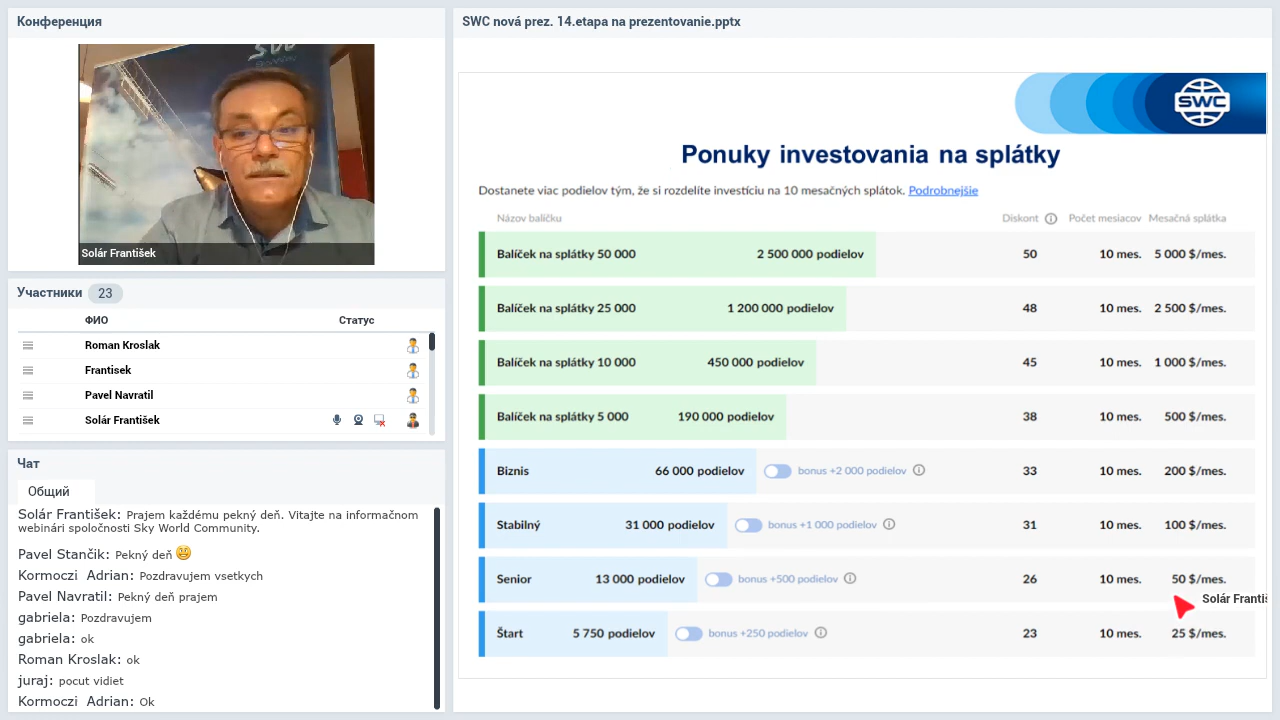 Конференция
Solár František
Участники 23
ФИО Статус
Roman Kroslak
Frantisek
Pavel Navratil
Solár František
Чат
Общий
Solár František: Prajem každému pekný deň. Vitajte na informačnom
webinári spoločnosti Sky World Community.
Pavel Stančik: Pekný deň
Kormoczi Adrian: Pozdravujem vsetkych
Pavel Navratil: Pekný deň prajem
gabriela: Pozdravujem
gabriela: ok
Roman Kroslak: ok
juraj: pocut vidiet
Kormoczi Adrian: Ok
SWC nová prez. 14.etapa na prezentovanie.pptx
SWC
Ponuky investovania na splátky
Dostanete viac podielov tým, že si rozdelíte investíciu na 10 mesačných splátok. Podrobnejšie
Názov balíčku Diskont Počet mesiacov Mesačná splátka
Balíček na splátky 50 000 2 500 000 podielov 50 10 mes. 5 000 $/mes.
Balíček na splátky 25 000 1 200 000 podielov 48 10 mes. 2 500 $/mes.
Balíček na splátky 10 000 450 000 podielov 45 10 mes. 1 000 $/mes.
Balíček na splátky 5 000 190 000 podielov 38 10 mes. 500 $/mes.
Biznis 66 000 podielov bonus +2 000 podielov 33 10 mes. 200 $/mes.
Stabilný 31 000 podielov bonus +1 000 podielov 31 10 mes. 100 $/mes.
Senior 13 000 podielov bonus +500 podielov 26 10 mes. 50 $/mes.
Solár Františ
Štart 5 750 podielov bonus +250 podielov 23 10 mes. 25 $/mes.